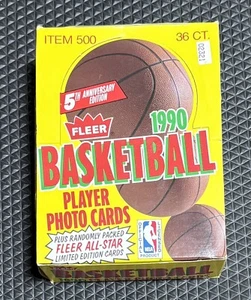 ITEM 500 36 CT.
5TH ANNIVERSARY
EDITION
FLEER
1990
BASKETBALL
PLAYER
PHOTO CARDS
PLUS RANDOMLY PACKED
FLEER ALL-STAR
LIMITED EDITION CARDS
NBA
BASKETBALL